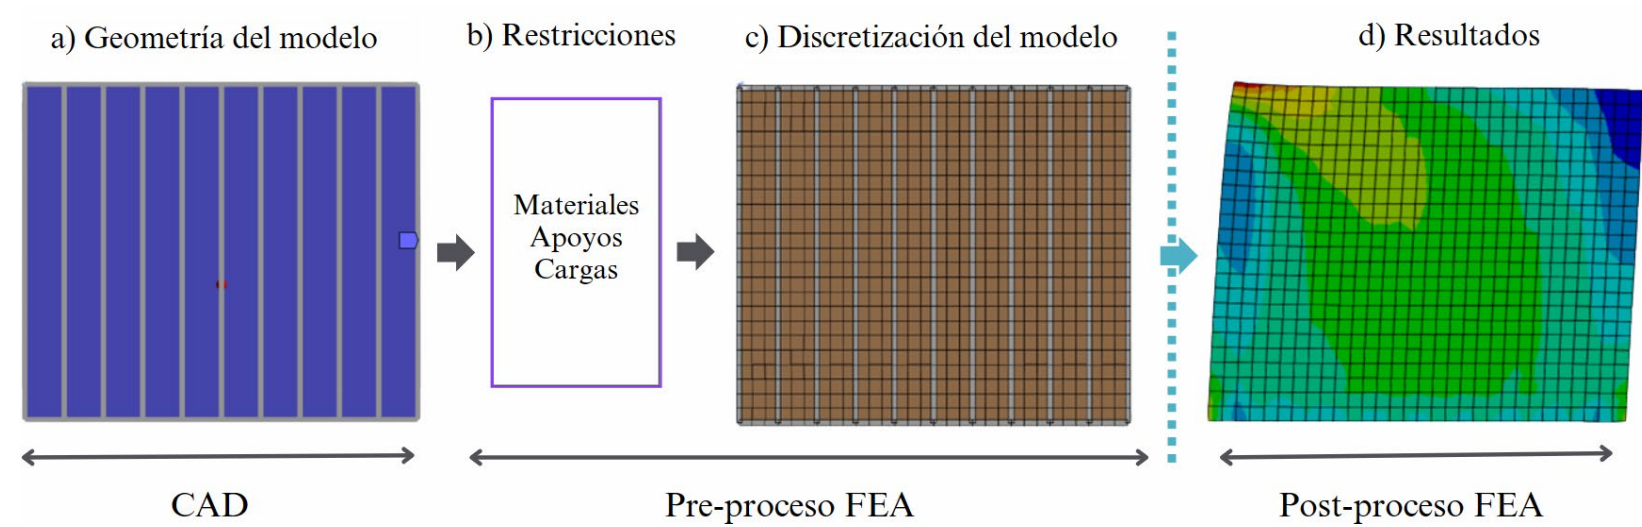 a) Geometría del modelo
b) Restricciones
c) Discretización del modelo
d) Resultados
Materiales
Apoyos
Cargas
CAD
Pre-proceso FEA
Post-proceso FEA